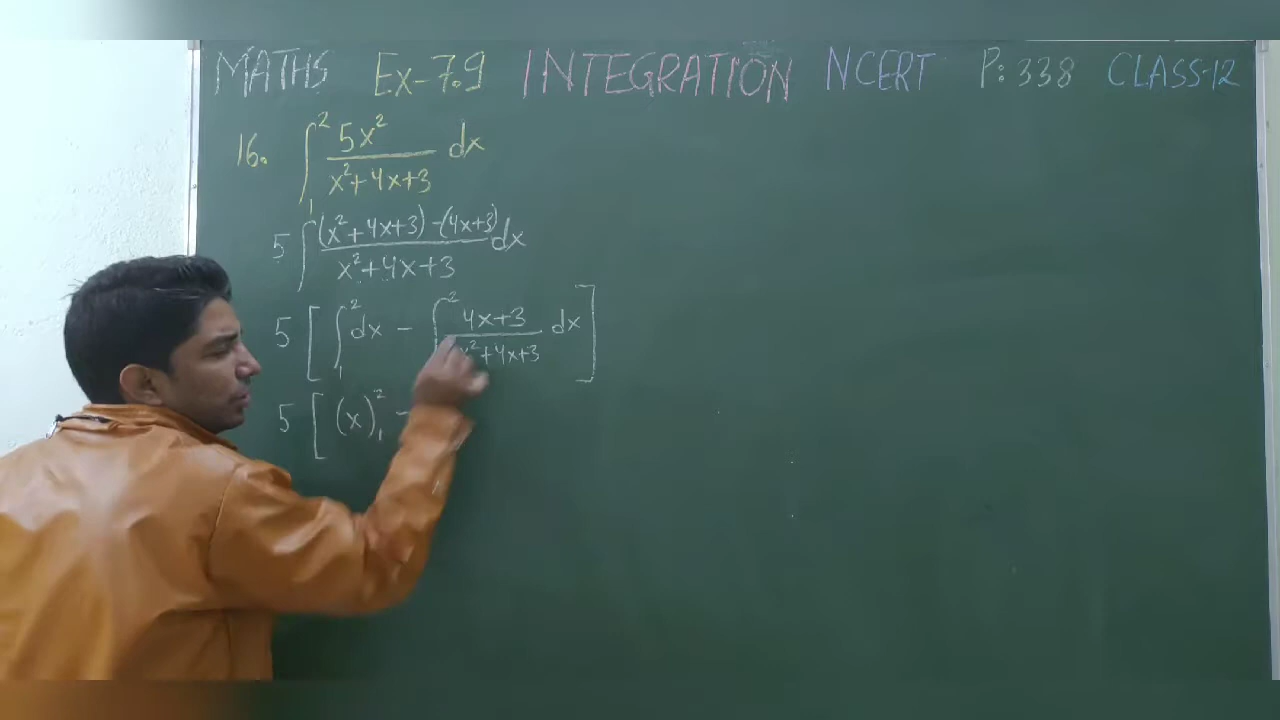 MATHS Ex-7.9 INTEGRATION NCERT P: 338 CLASS-12
16. ∫₁² 5x²/(x²+4x+3) dx
5 ∫ ((x²+4x+3)-(4x+3))/(x²+4x+3) dx
5 [ ∫₁² dx - ∫² (4x+3)/(x²+4x+3) dx ]
5 [ (x)₁² -